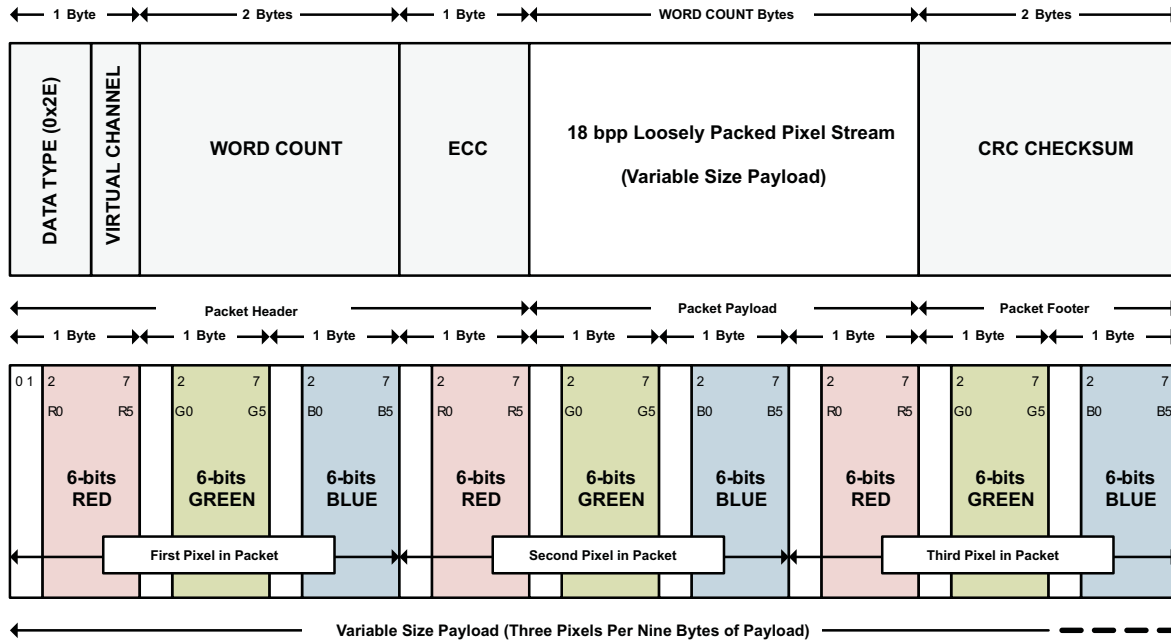 1 Byte 2 Bytes 1 Byte WORD COUNT Bytes 2 Bytes
DATA TYPE (0x2E)
VIRTUAL CHANNEL
WORD COUNT
ECC
18 bpp Loosely Packed Pixel Stream
(Variable Size Payload)
CRC CHECKSUM
Packet Header Packet Payload Packet Footer
1 Byte 1 Byte 1 Byte 1 Byte 1 Byte 1 Byte 1 Byte 1 Byte 1 Byte
0 1 2 7 2 7 2 7 2 7 2 7 2 7 2 7 2 7 2 7
R0 R5 G0 G5 B0 B5 R0 R5 G0 G5 B0 B5 R0 R5 G0 G5 B0 B5
6-bits 6-bits 6-bits 6-bits 6-bits 6-bits 6-bits 6-bits 6-bits
RED GREEN BLUE RED GREEN BLUE RED GREEN BLUE
First Pixel in Packet Second Pixel in Packet Third Pixel in Packet
Variable Size Payload (Three Pixels Per Nine Bytes of Payload)